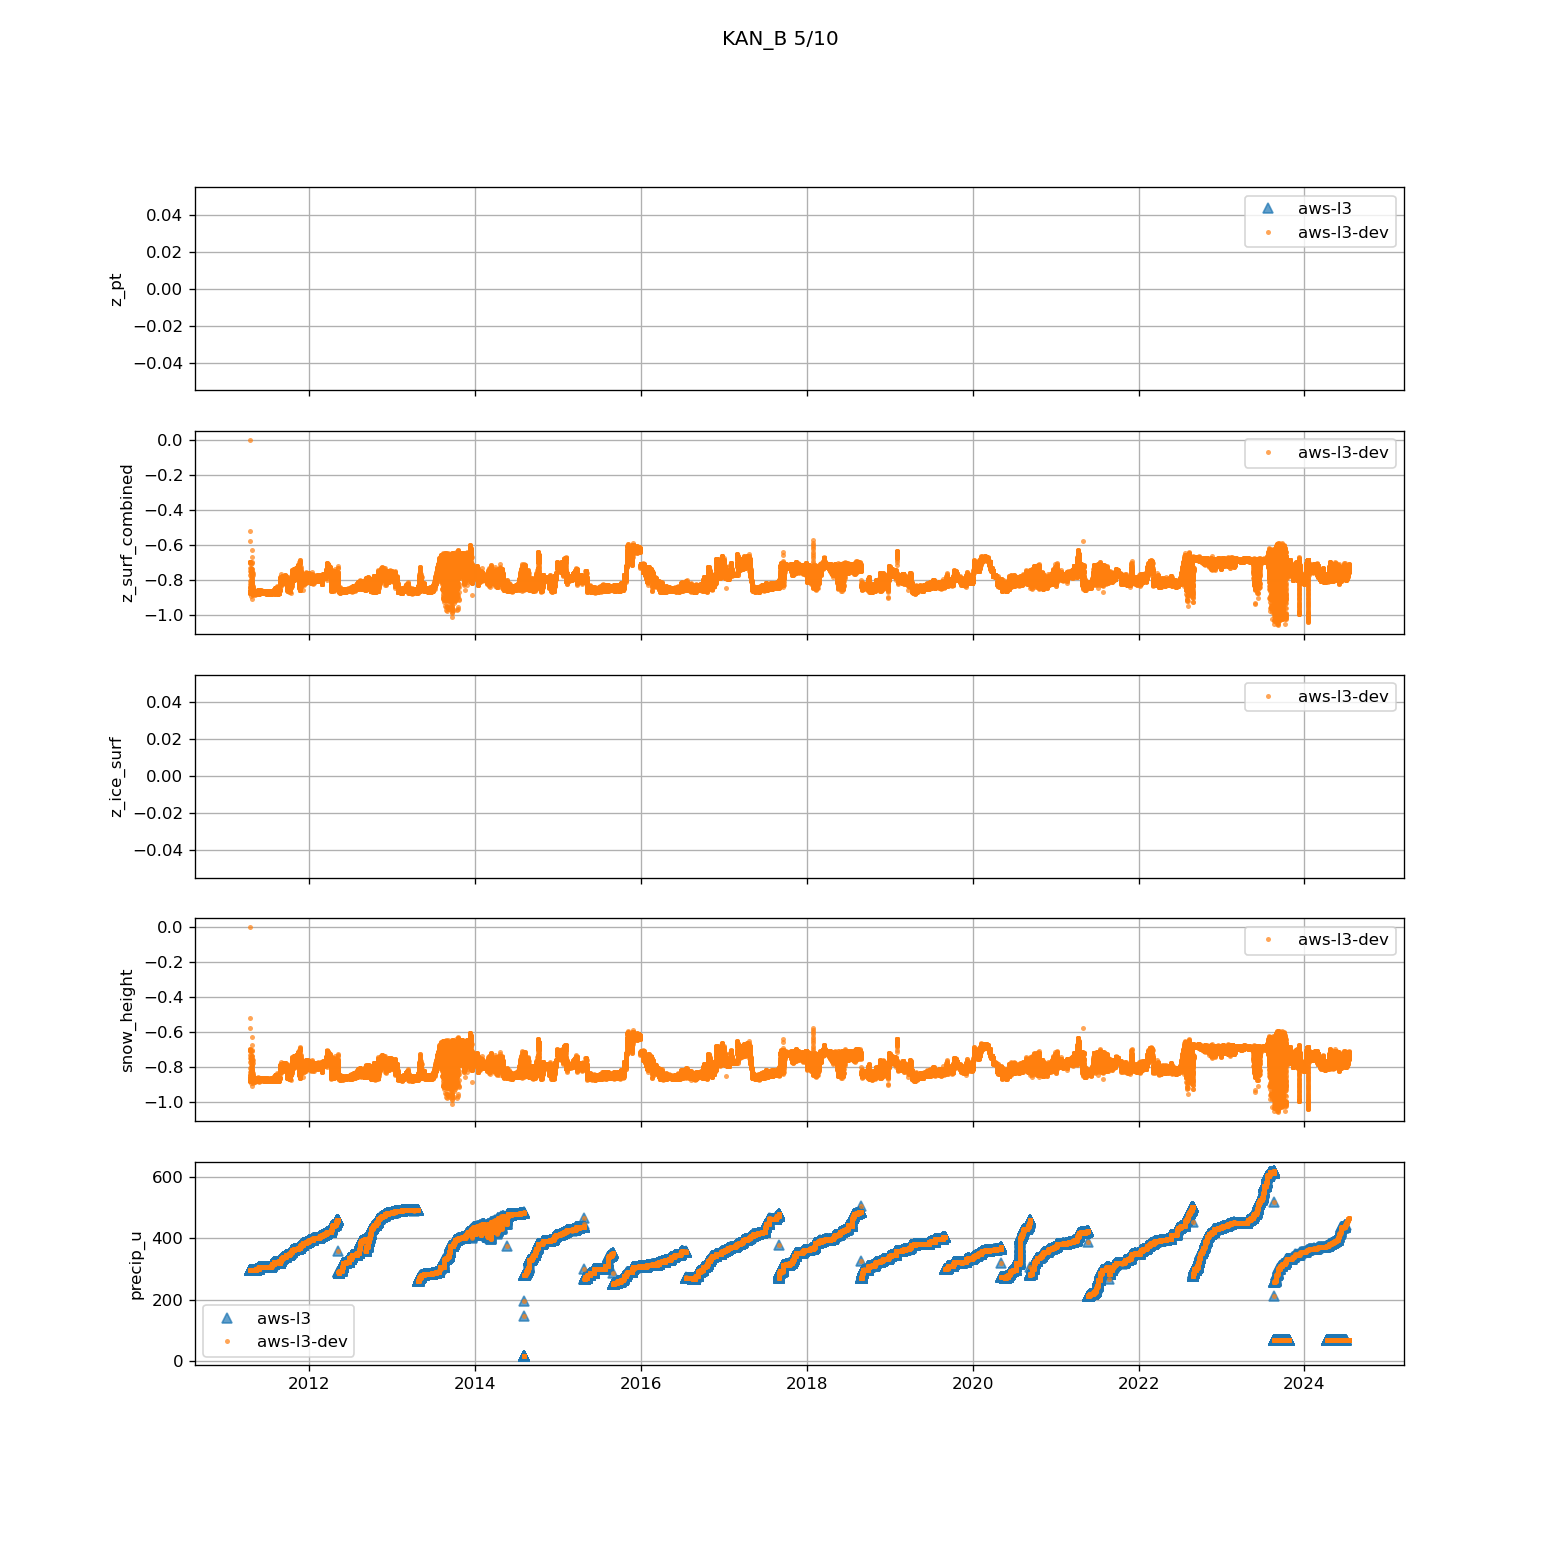 KAN_B 5/10
0.04
0.02
0.00
−0.02
−0.04
z_pt
aws-l3
aws-l3-dev
0.0
−0.2
−0.4
−0.6
−0.8
−1.0
z_surf_combined
aws-l3-dev
0.04
0.02
0.00
−0.02
−0.04
z_ice_surf
aws-l3-dev
0.0
−0.2
−0.4
−0.6
−0.8
−1.0
snow_height
aws-l3-dev
600
400
200
0
precip_u
aws-l3
aws-l3-dev
2012 2014 2016 2018 2020 2022 2024